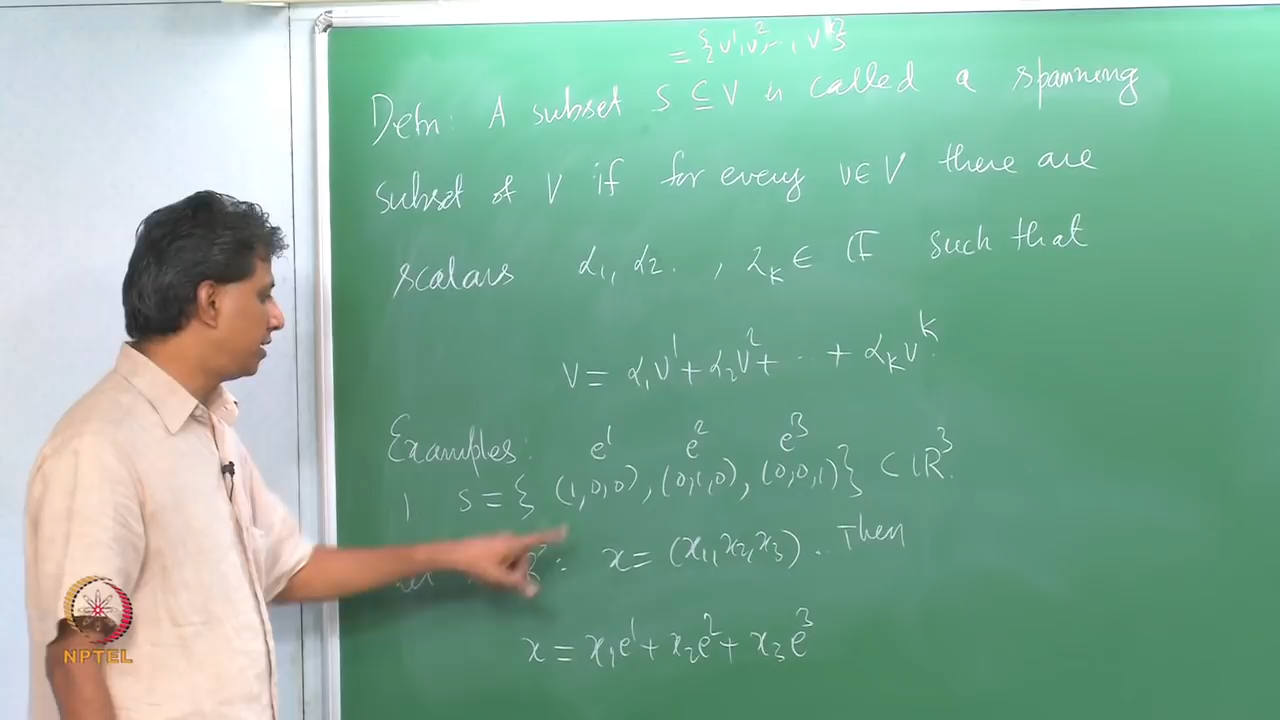 = {v¹, v², .., vᵏ}
Defn: A subset S ⊆ V is called a spanning
subset of V if for every v ∈ V there are
scalars α₁, α₂. , αₖ ∈ F such that
v = α₁v¹ + α₂v² + .. + αₖvᵏ.
Examples: e¹ e² e³
1 S = { (1,0,0), (0,1,0), (0,0,1) } ⊂ ℝ³.
x = (x₁, x₂, x₃). Then
x = x₁e¹ + x₂e² + x₃e³
NPTEL